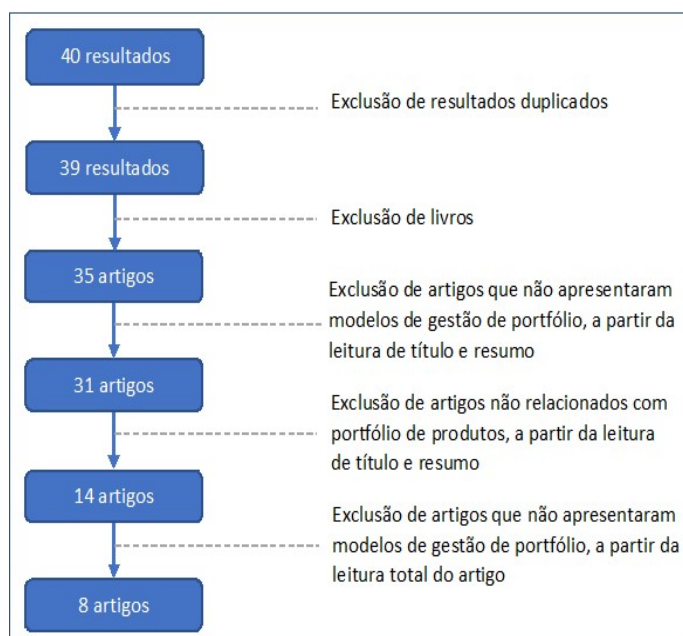 40 resultados
Exclusão de resultados duplicados
39 resultados
Exclusão de livros
35 artigos
Exclusão de artigos que não apresentaram
modelos de gestão de portfólio, a partir da
leitura de título e resumo
31 artigos
Exclusão de artigos não relacionados com
portfólio de produtos, a partir da leitura
de título e resumo
14 artigos
Exclusão de artigos que não apresentaram
modelos de gestão de portfólio, a partir da
leitura total do artigo
8 artigos